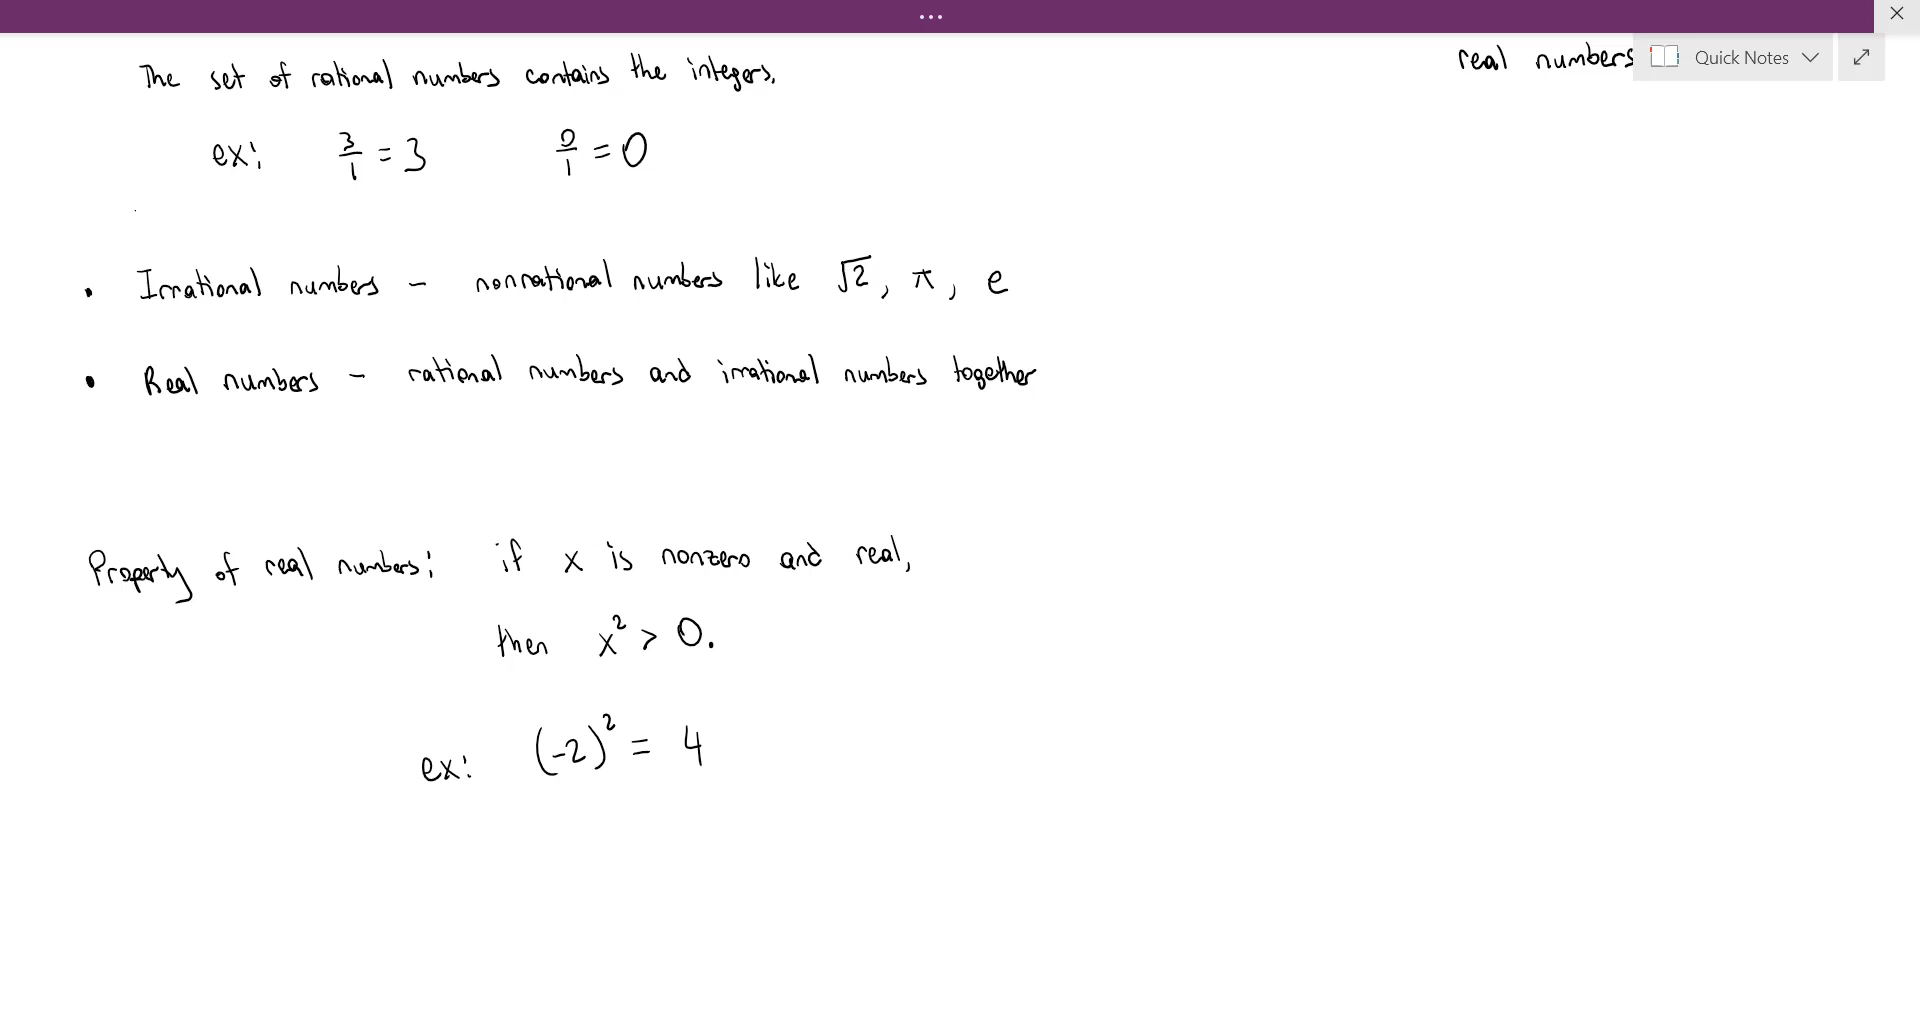 ...
real numbers
Quick Notes
The set of rational numbers contains the integers.
ex: 3/1 = 3 0/1 = 0
• Irrational numbers - nonrational numbers like √2, π, e
• Real numbers - rational numbers and irrational numbers together
Property of real numbers: if x is nonzero and real,
then x² > 0.
ex: (-2)² = 4